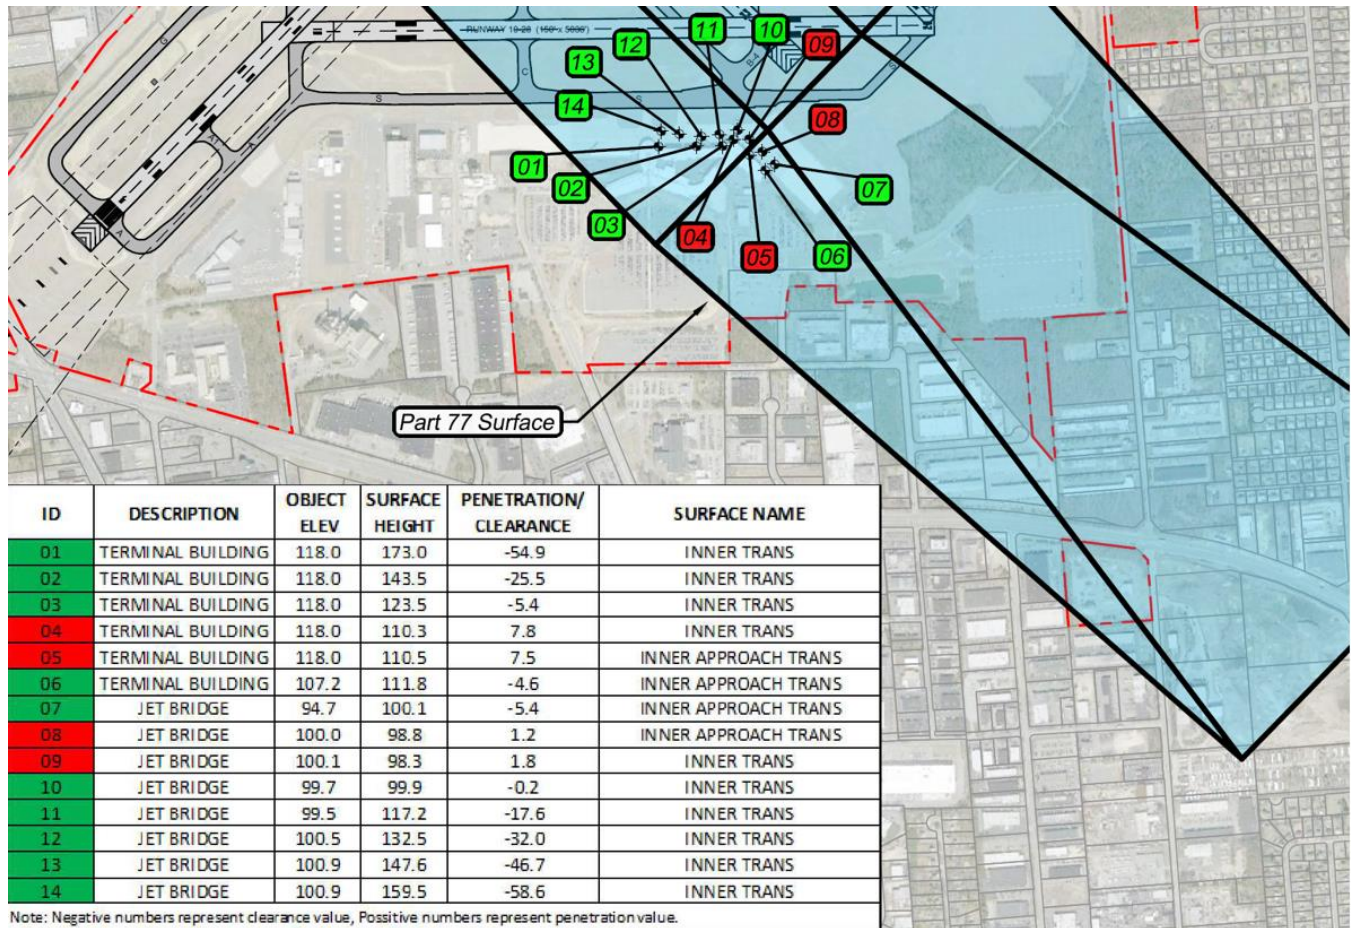 RUNWAY 10-28 (150' x 5036')
G
B
A1
A
A
A
S
C
S
B-4
S
11
10
09
12
13
14
08
01
02
07
03
04
05
06
Part 77 Surface
ID DESCRIPTION OBJECT ELEV SURFACE HEIGHT PENETRATION/ CLEARANCE SURFACE NAME
01 TERMINAL BUILDING 118.0 173.0 -54.9 INNER TRANS
02 TERMINAL BUILDING 118.0 143.5 -25.5 INNER TRANS
03 TERMINAL BUILDING 118.0 123.5 -5.4 INNER TRANS
04 TERMINAL BUILDING 118.0 110.3 7.8 INNER TRANS
05 TERMINAL BUILDING 118.0 110.5 7.5 INNER APPROACH TRANS
06 TERMINAL BUILDING 107.2 111.8 -4.6 INNER APPROACH TRANS
07 JET BRIDGE 94.7 100.1 -5.4 INNER APPROACH TRANS
08 JET BRIDGE 100.0 98.8 1.2 INNER APPROACH TRANS
09 JET BRIDGE 100.1 98.3 1.8 INNER TRANS
10 JET BRIDGE 99.7 99.9 -0.2 INNER TRANS
11 JET BRIDGE 99.5 117.2 -17.6 INNER TRANS
12 JET BRIDGE 100.5 132.5 -32.0 INNER TRANS
13 JET BRIDGE 100.9 147.6 -46.7 INNER TRANS
14 JET BRIDGE 100.9 159.5 -58.6 INNER TRANS
Note: Negative numbers represent clearance value, Possitive numbers represent penetration value.